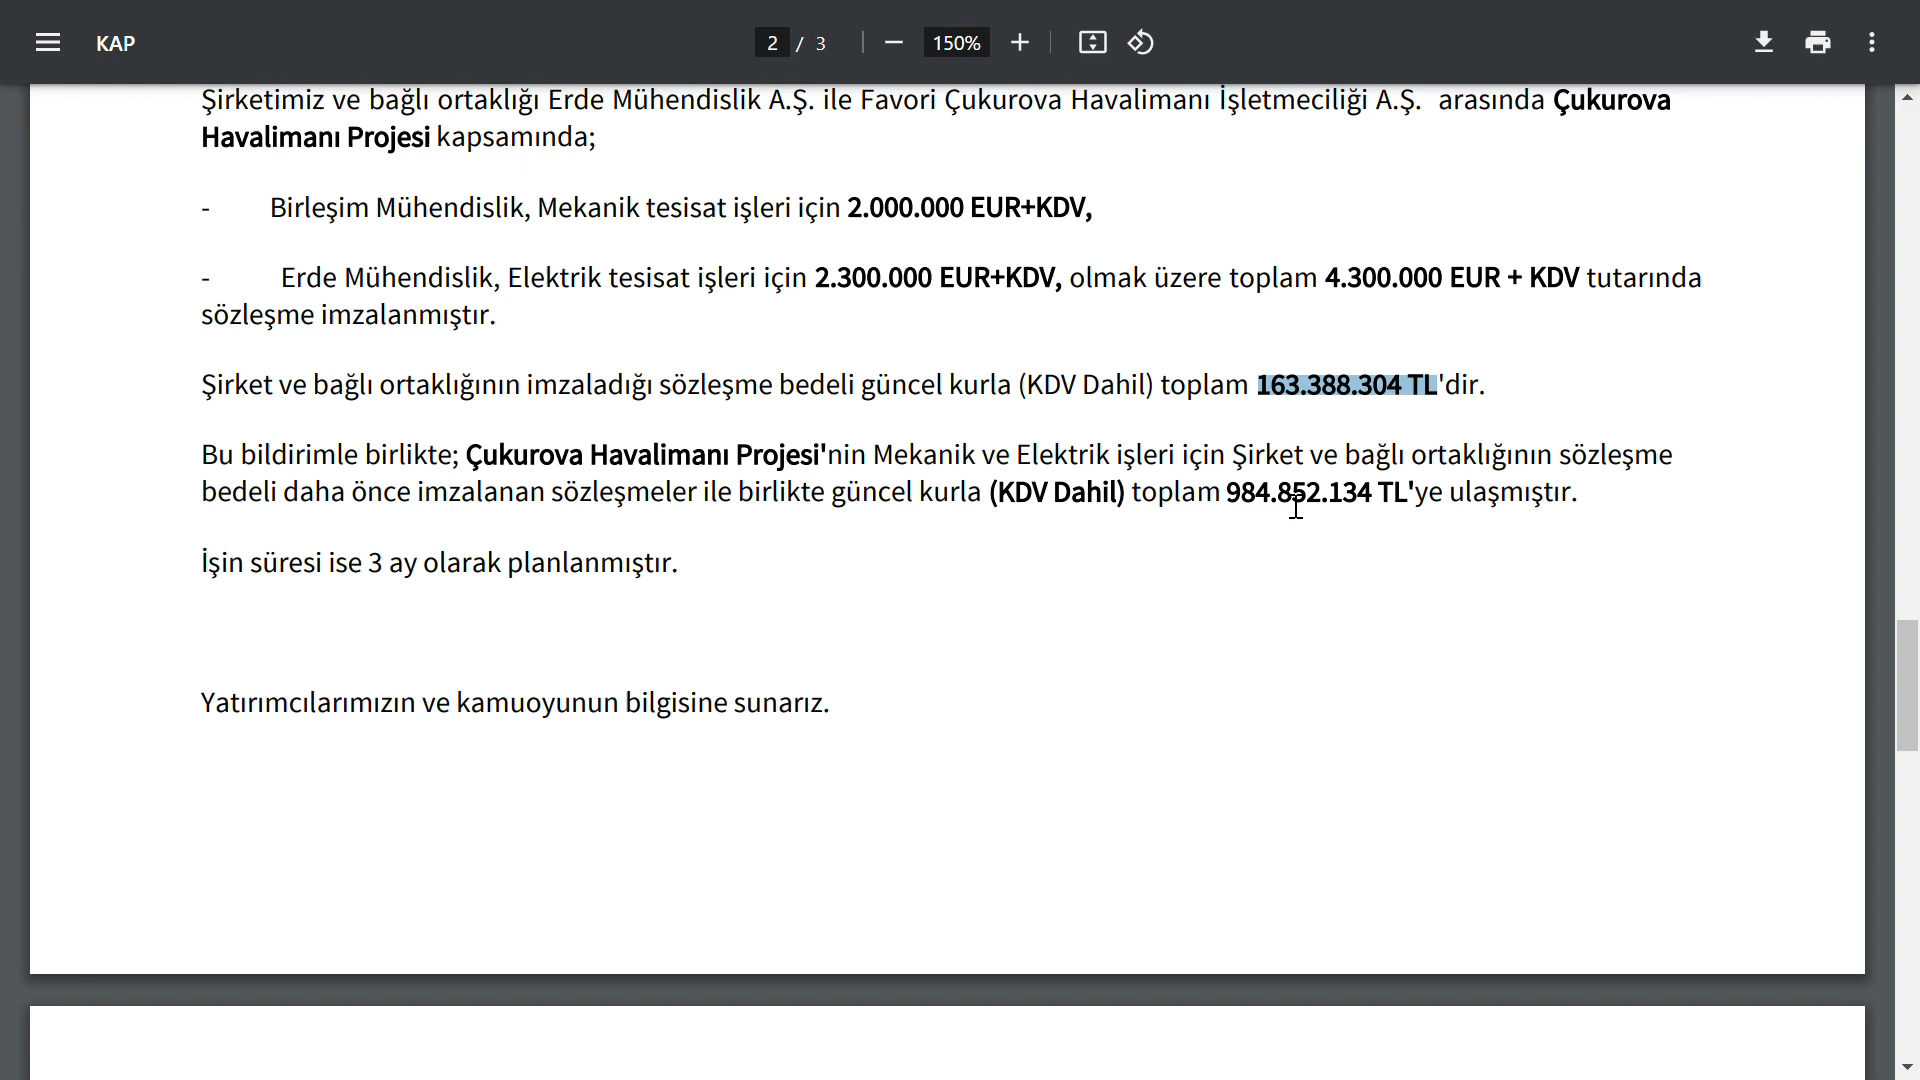 KAP
2 / 3
150%
Şirketimiz ve bağlı ortaklığı Erde Mühendislik A.Ş. ile Favori Çukurova Havalimanı İşletmeciliği A.Ş. arasında Çukurova
Havalimanı Projesi kapsamında;
- Birleşim Mühendislik, Mekanik tesisat işleri için 2.000.000 EUR+KDV,
- Erde Mühendislik, Elektrik tesisat işleri için 2.300.000 EUR+KDV, olmak üzere toplam 4.300.000 EUR + KDV tutarında
sözleşme imzalanmıştır.
Şirket ve bağlı ortaklığının imzaladığı sözleşme bedeli güncel kurla (KDV Dahil) toplam 163.388.304 TL'dir.
Bu bildirimle birlikte; Çukurova Havalimanı Projesi'nin Mekanik ve Elektrik işleri için Şirket ve bağlı ortaklığının sözleşme
bedeli daha önce imzalanan sözleşmeler ile birlikte güncel kurla (KDV Dahil) toplam 984.852.134 TL'ye ulaşmıştır.
İşin süresi ise 3 ay olarak planlanmıştır.
Yatırımcılarımızın ve kamuoyunun bilgisine sunarız.